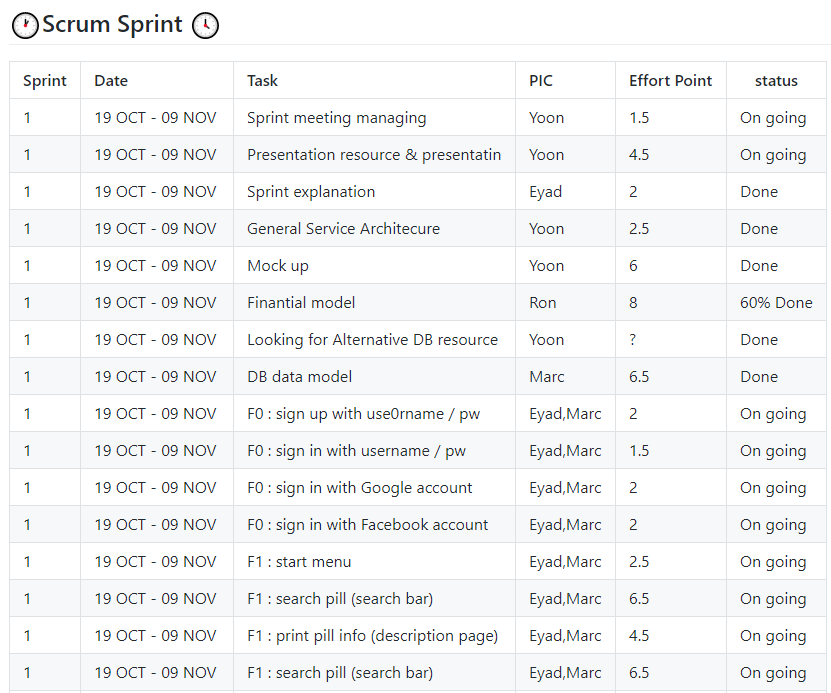 Scrum Sprint
Sprint Date Task PIC Effort Point status
1 19 OCT - 09 NOV Sprint meeting managing Yoon 1.5 On going
1 19 OCT - 09 NOV Presentation resource & presentatin Yoon 4.5 On going
1 19 OCT - 09 NOV Sprint explanation Eyad 2 Done
1 19 OCT - 09 NOV General Service Architecure Yoon 2.5 Done
1 19 OCT - 09 NOV Mock up Yoon 6 Done
1 19 OCT - 09 NOV Finantial model Ron 8 60% Done
1 19 OCT - 09 NOV Looking for Alternative DB resource Yoon ? Done
1 19 OCT - 09 NOV DB data model Marc 6.5 Done
1 19 OCT - 09 NOV F0 : sign up with use0rname / pw Eyad,Marc 2 On going
1 19 OCT - 09 NOV F0 : sign in with username / pw Eyad,Marc 1.5 On going
1 19 OCT - 09 NOV F0 : sign in with Google account Eyad,Marc 2 On going
1 19 OCT - 09 NOV F0 : sign in with Facebook account Eyad,Marc 2 On going
1 19 OCT - 09 NOV F1 : start menu Eyad,Marc 2.5 On going
1 19 OCT - 09 NOV F1 : search pill (search bar) Eyad,Marc 6.5 On going
1 19 OCT - 09 NOV F1 : print pill info (description page) Eyad,Marc 4.5 On going
1 19 OCT - 09 NOV F1 : search pill (search bar) Eyad,Marc 6.5 On going